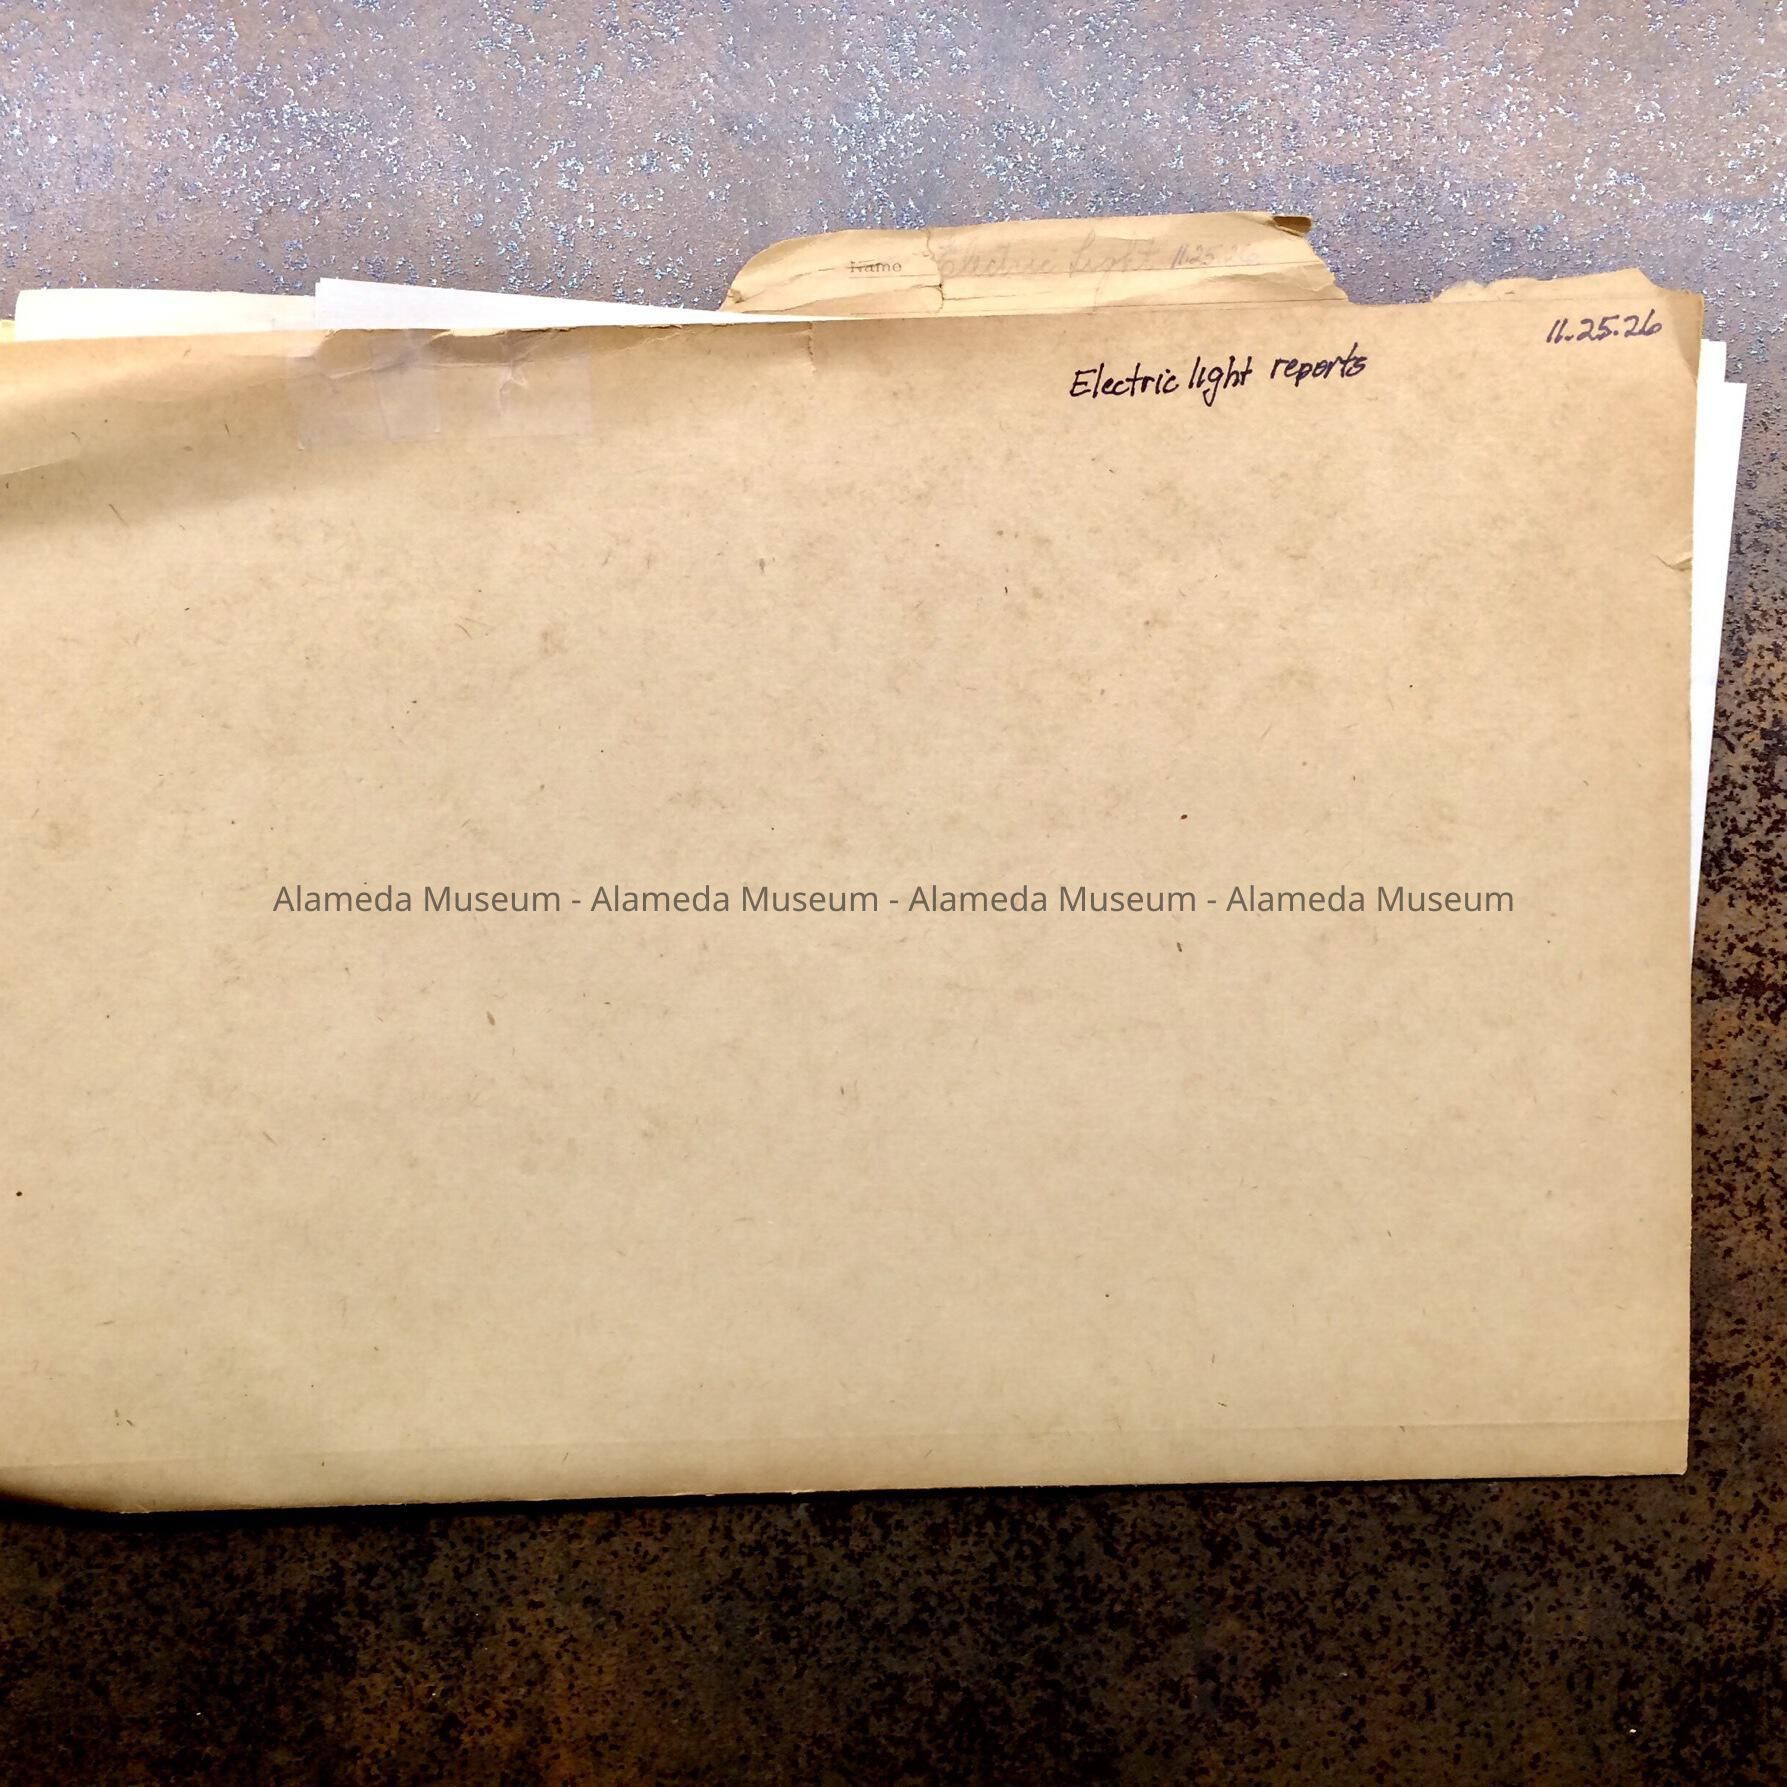 Name Electric Light 11.25.26
11.25.26
Electric light reports
Alameda Museum - Alameda Museum - Alameda Museum - Alameda Museum